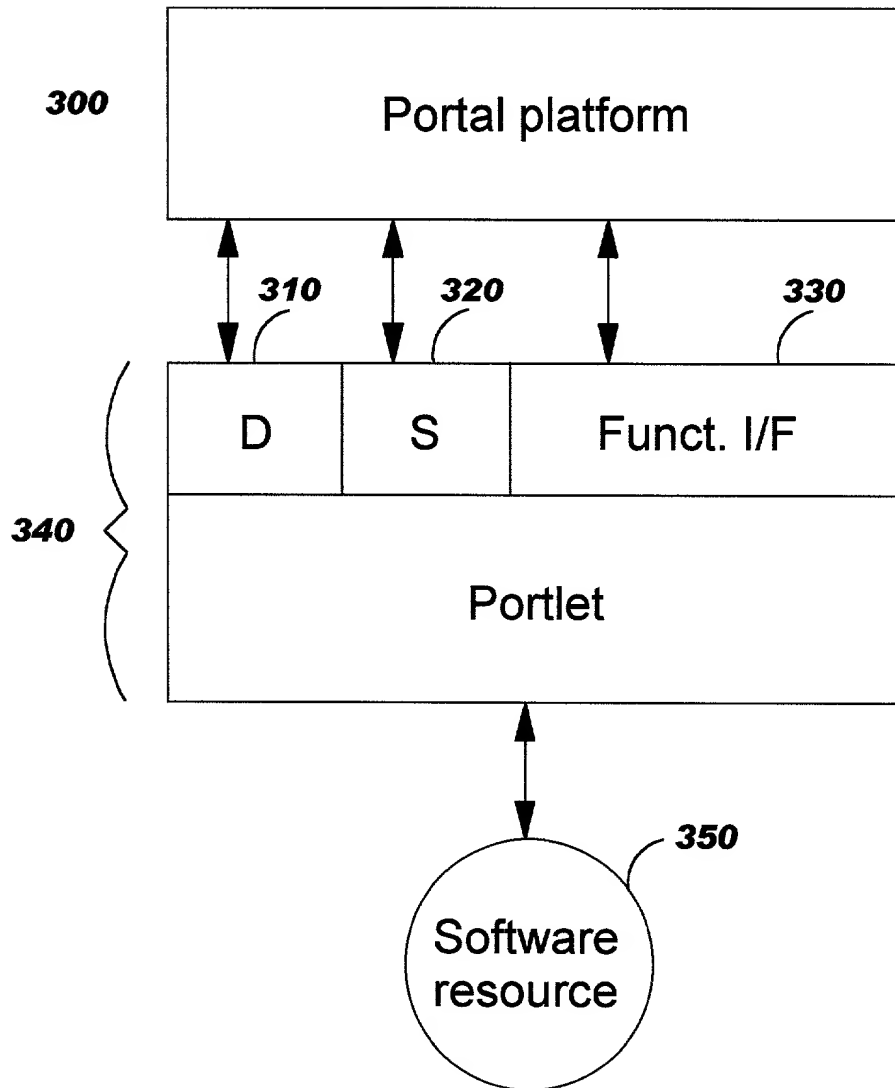 300
Portal platform
310
320
330
D
S
Funct. I/F
340
Portlet
350
Software
resource